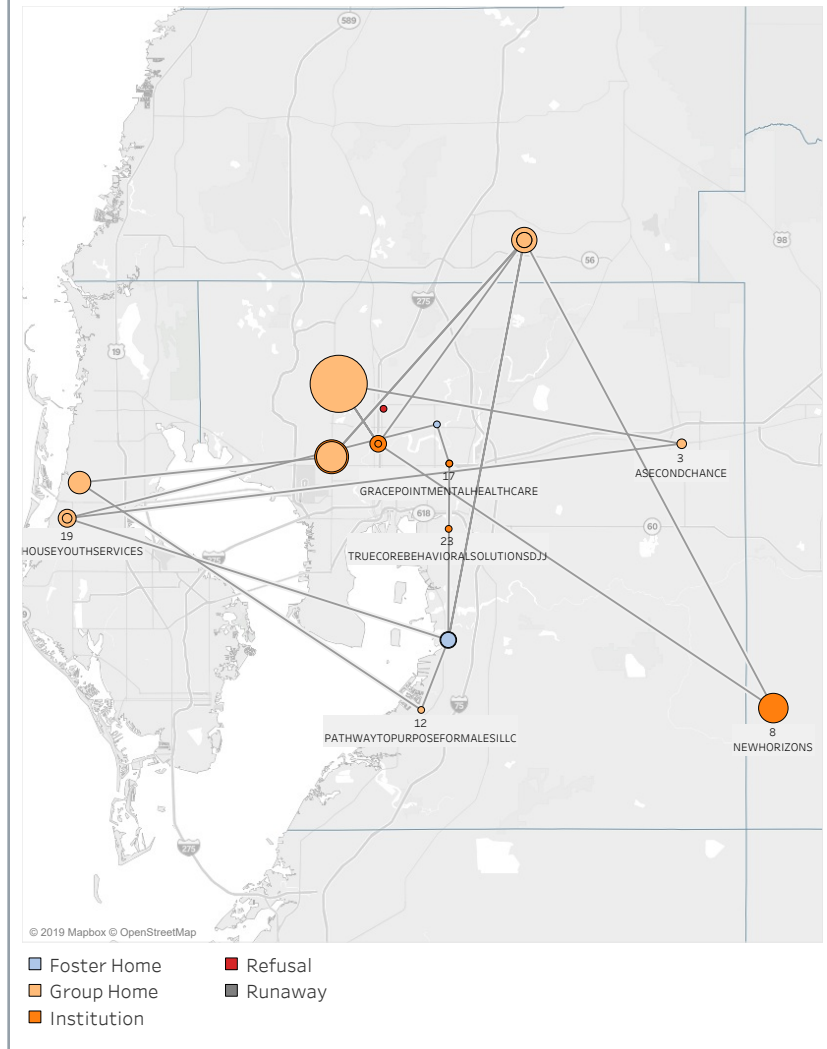 589
98
56
275
19
3
ASECONDCHANCE
17
GRACEPOINTMENTALHEALTHCARE
618
60
19
HOUSEYOUTHSERVICES
23
TRUECOREBEHAVIORALSOLUTIONSDJJ
75
12
PATHWAYTOPURPOSEFORMALESILLC
8
NEWHORIZONS
275
© 2019 Mapbox © OpenStreetMap
Foster Home
Refusal
Group Home
Runaway
Institution